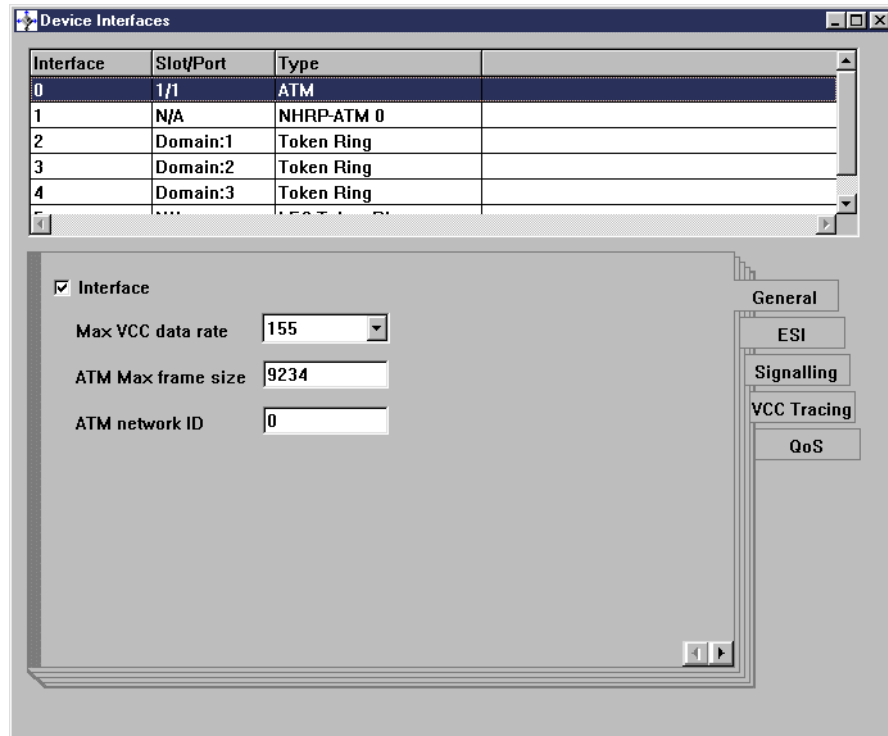 Device Interfaces
Interface Slot/Port Type
0 1/1 ATM
1 N/A NHRP-ATM 0
2 Domain:1 Token Ring
3 Domain:2 Token Ring
4 Domain:3 Token Ring
Interface
Max VCC data rate 155
ATM Max frame size 9234
ATM network ID 0
General
ESI
Signalling
VCC Tracing
QoS